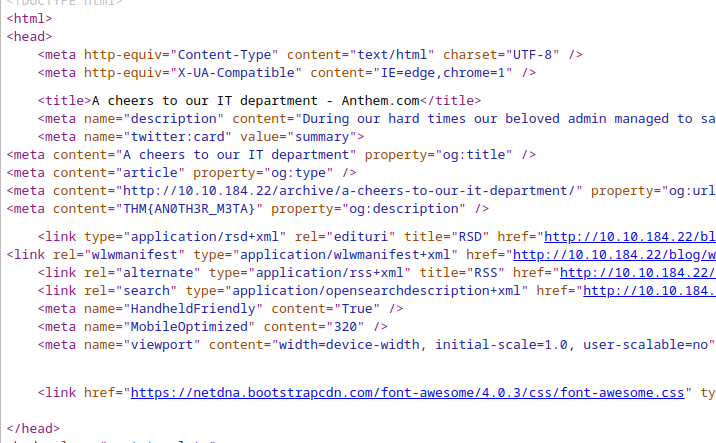 <!DOCTYPE html>
<html>
<head>
<meta http-equiv="Content-Type" content="text/html" charset="UTF-8" />
<meta http-equiv="X-UA-Compatible" content="IE=edge,chrome=1" />
<title>A cheers to our IT department - Anthem.com</title>
<meta name="description" content="During our hard times our beloved admin managed to sa
<meta name="twitter:card" value="summary">
<meta content="A cheers to our IT department" property="og:title" />
<meta content="article" property="og:type" />
<meta content="http://10.10.184.22/archive/a-cheers-to-our-it-department/" property="og:url
<meta content="THM{AN0TH3R_M3TA}" property="og:description" />
<link type="application/rsd+xml" rel="edituri" title="RSD" href="http://10.10.184.22/bl
<link rel="wlwmanifest" type="application/wlwmanifest+xml" href="http://10.10.184.22/blog/w
<link rel="alternate" type="application/rss+xml" title="RSS" href="http://10.10.184.22/
<link rel="search" type="application/opensearchdescription+xml" href="http://10.10.184.
<meta name="HandheldFriendly" content="True" />
<meta name="MobileOptimized" content="320" />
<meta name="viewport" content="width=device-width, initial-scale=1.0, user-scalable=no"
<link href="https://netdna.bootstrapcdn.com/font-awesome/4.0.3/css/font-awesome.css" ty
</head>